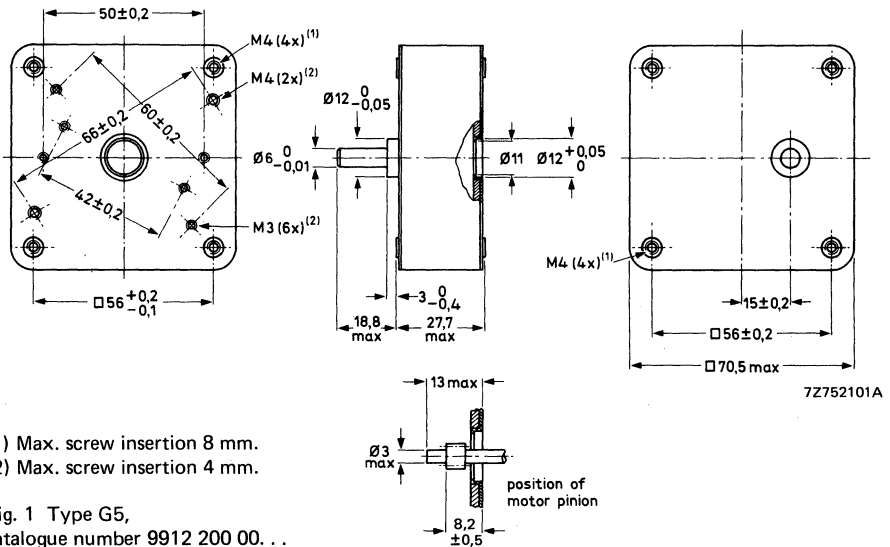 50±0,2
M4 (4x)(1)
M4 (2x)(2)
66±0,2
60±0,2
42±0,2
M3 (6x)(2)
□ 56 +0,2 -0,1
Ø12 0 -0,05
Ø6 0 -0,01
Ø11
Ø12 +0,05 0
3 0 -0,4
18,8 max
27,7 max
M4 (4x)(1)
15±0,2
□ 56±0,2
□ 70,5 max
7Z752101A
13 max
Ø3 max
8,2 ±0,5
position of
motor pinion
) Max. screw insertion 8 mm.
2) Max. screw insertion 4 mm.
ig. 1 Type G5,
atalogue number 9912 200 00. . .